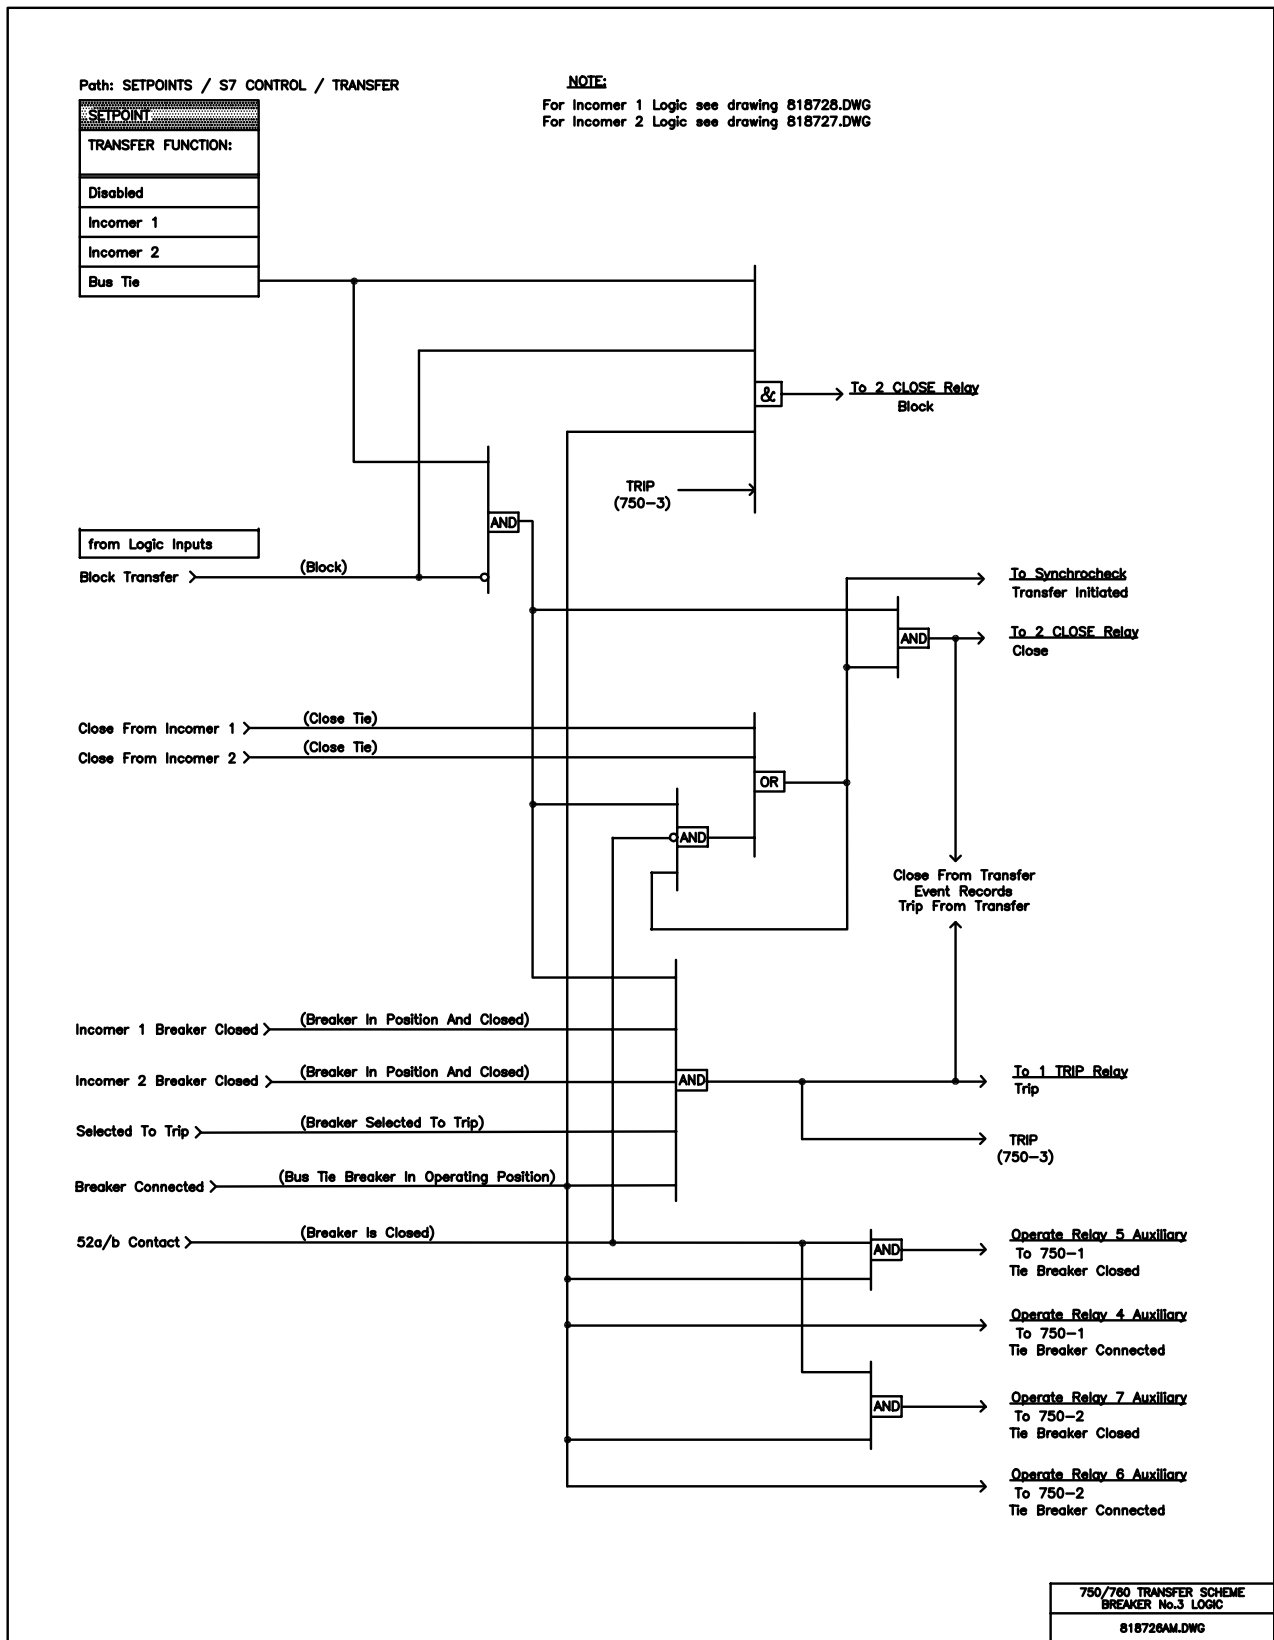 Path: SETPOINTS / S7 CONTROL / TRANSFER
NOTE:
For Incomer 1 Logic see drawing 818728.DWG
For Incomer 2 Logic see drawing 818727.DWG
SETPOINT
TRANSFER FUNCTION:
Disabled
Incomer 1
Incomer 2
Bus Tie
&
To 2 CLOSE Relay
Block
TRIP
(750-3)
AND
from Logic Inputs
Block Transfer
(Block)
To Synchrocheck
Transfer Initiated
AND
To 2 CLOSE Relay
Close
Close From Incomer 1
(Close Tie)
Close From Incomer 2
(Close Tie)
OR
AND
Close From Transfer
Event Records
Trip From Transfer
Incomer 1 Breaker Closed
(Breaker In Position And Closed)
Incomer 2 Breaker Closed
(Breaker In Position And Closed)
AND
To 1 TRIP Relay
Trip
Selected To Trip
(Breaker Selected To Trip)
TRIP
(750-3)
Breaker Connected
(Bus Tie Breaker In Operating Position)
52a/b Contact
(Breaker Is Closed)
AND
Operate Relay 5 Auxiliary
To 750-1
Tie Breaker Closed
Operate Relay 4 Auxiliary
To 750-1
Tie Breaker Connected
AND
Operate Relay 7 Auxiliary
To 750-2
Tie Breaker Closed
Operate Relay 6 Auxiliary
To 750-2
Tie Breaker Connected
750/760 TRANSFER SCHEME
BREAKER No.3 LOGIC
818726AM.DWG